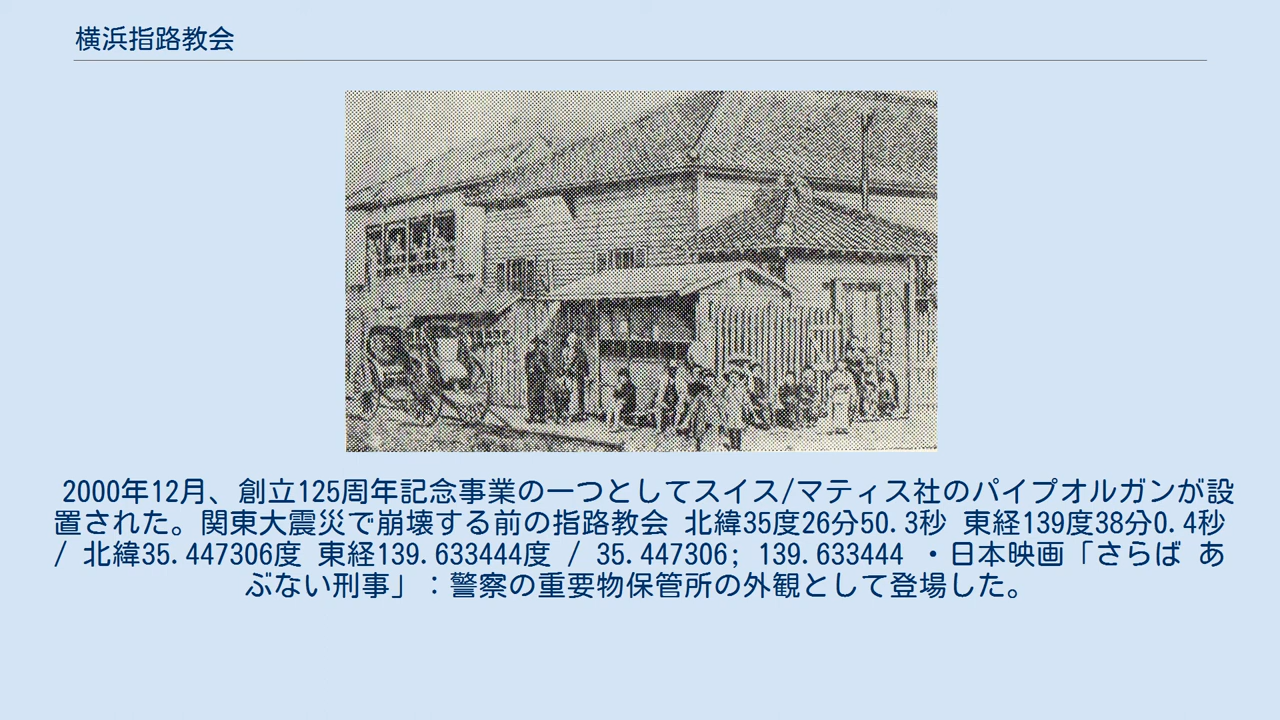 横浜指路教会
2000年12月、創立125周年記念事業の一つとしてスイス/マティス社のパイプオルガンが設
置された。関東大震災で崩壊する前の指路教会 北緯35度26分50.3秒 東経139度38分0.4秒
/ 北緯35.447306度 東経139.633444度 / 35.447306; 139.633444 ・日本映画「さらば あ
ぶない刑事」：警察の重要物保管所の外観として登場した。